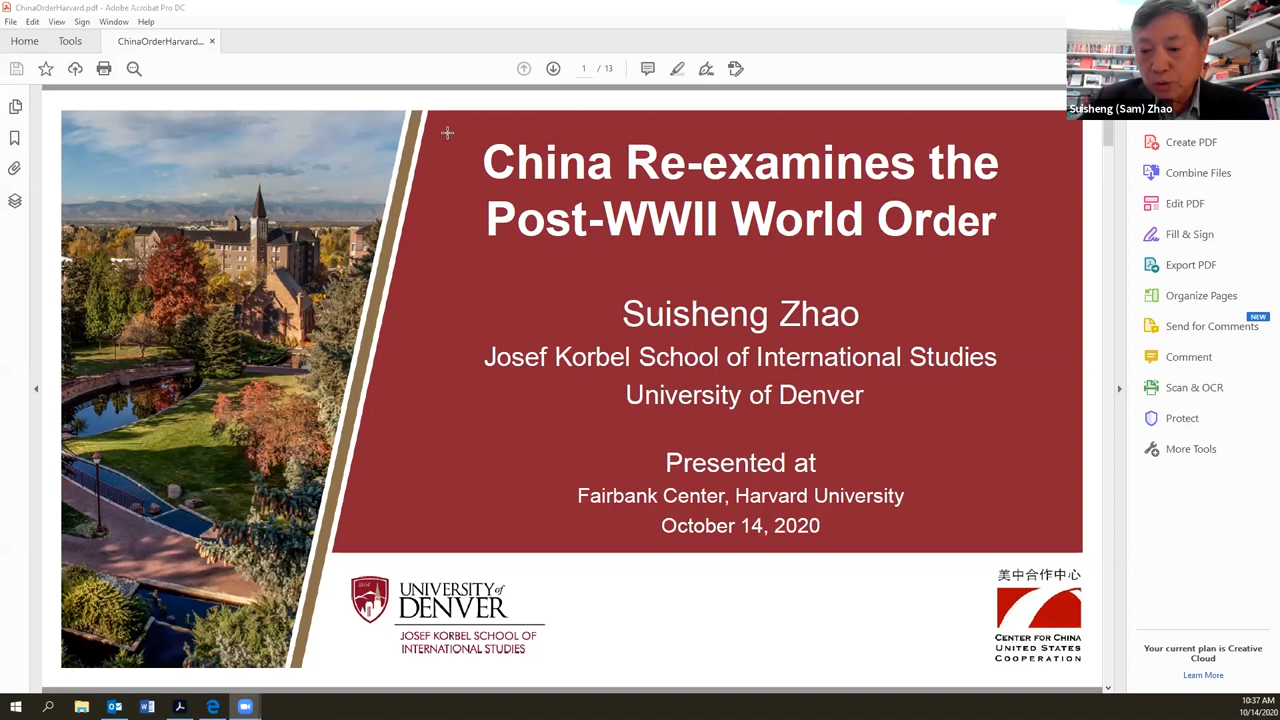 ChinaOrderHarvard.pdf - Adobe Acrobat Pro DC
File Edit View Sign Window Help
Home Tools ChinaOrderHarvard... ×
1 / 13
Suisheng (Sam) Zhao
China Re-examines the
Post-WWII World Order
Suisheng Zhao
Josef Korbel School of International Studies
University of Denver
Presented at
Fairbank Center, Harvard University
October 14, 2020
UNIVERSITY of
DENVER
JOSEF KORBEL SCHOOL OF
INTERNATIONAL STUDIES
美中合作中心
CENTER FOR CHINA
UNITED STATES
COOPERATION
Create PDF
Combine Files
Edit PDF
Fill & Sign
Export PDF
Organize Pages
NEW
Send for Comments
Comment
Scan & OCR
Protect
More Tools
Your current plan is Creative
Cloud
Learn More
10:37 AM
10/14/2020